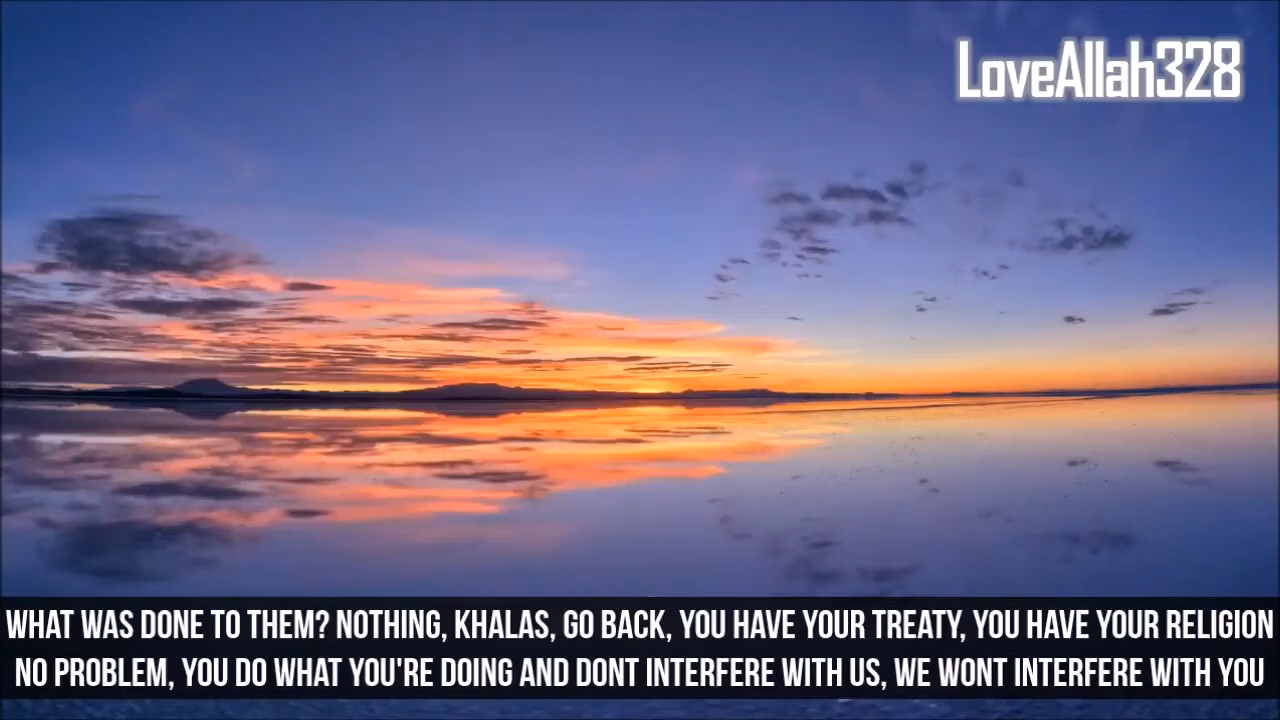 LoveAllah328
WHAT WAS DONE TO THEM? NOTHING, KHALAS, GO BACK, YOU HAVE YOUR TREATY, YOU HAVE YOUR RELIGION
NO PROBLEM, YOU DO WHAT YOU'RE DOING AND DONT INTERFERE WITH US, WE WONT INTERFERE WITH YOU